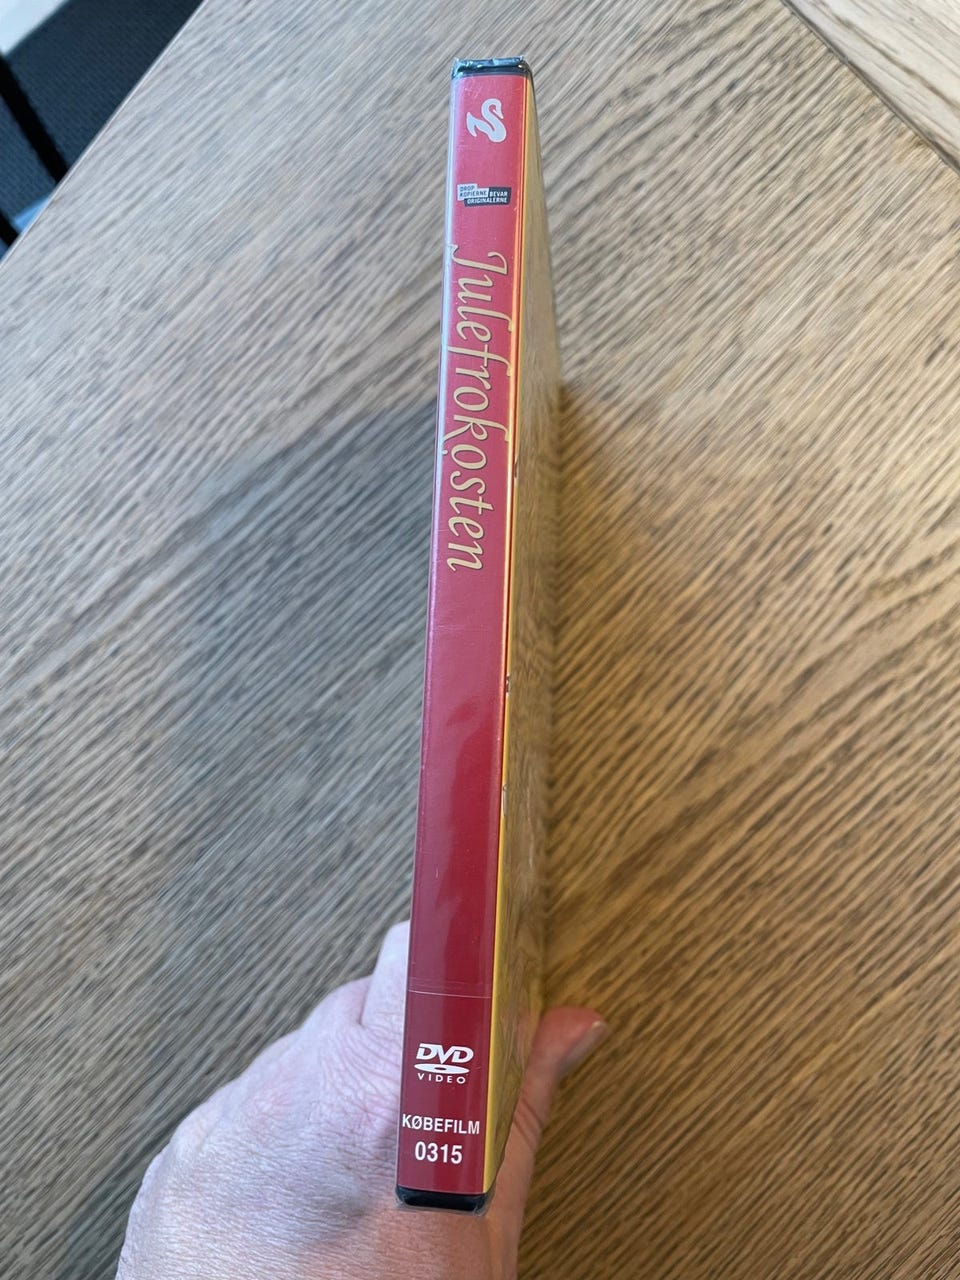 DROP
KOPIERNE BEVAR
ORIGINALERNE
Julefrokosten
DVD
VIDEO
KØBEFILM
0315